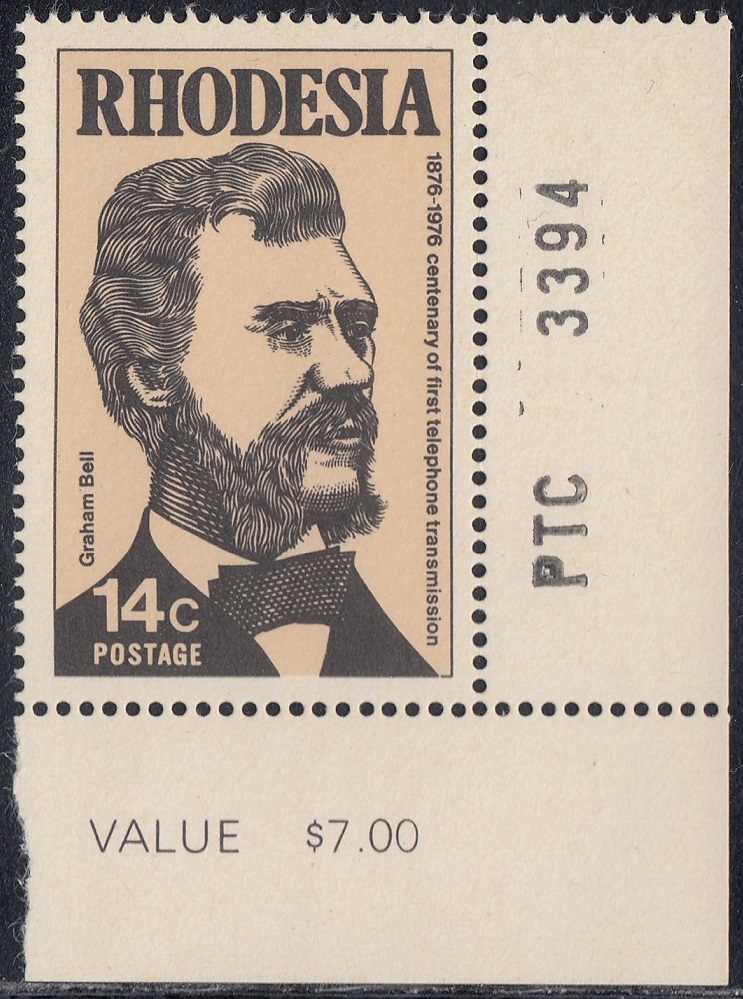 RHODESIA
1876-1976 centenary of first telephone transmission
Graham Bell
14c
POSTAGE
PTC 3394
VALUE $7.00